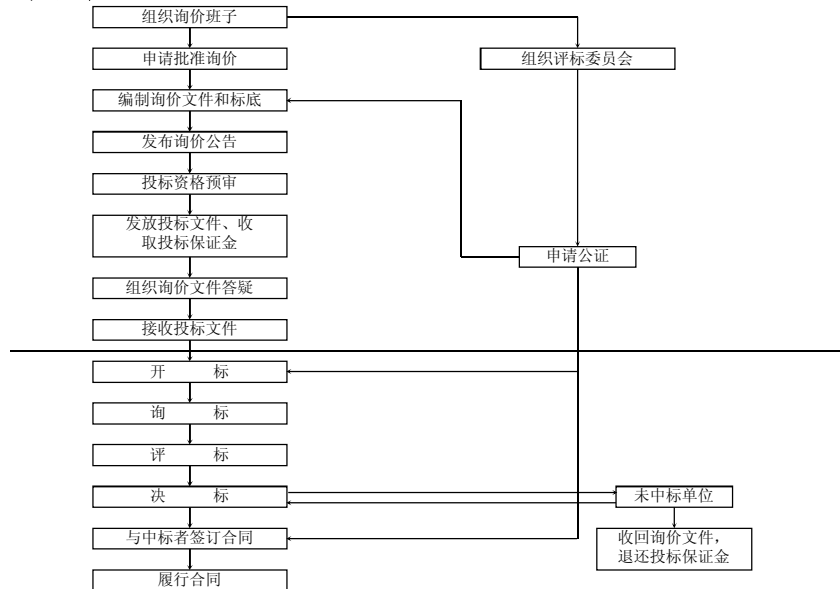 组织询价班子
申请批准询价
组织评标委员会
编制询价文件和标底
发布询价公告
投标资格预审
发放投标文件、收
取投标保证金
申请公证
组织询价文件答疑
接收投标文件
开 标
询 标
评 标
决 标
未中标单位
与中标者签订合同
收回询价文件，
退还投标保证金
履行合同